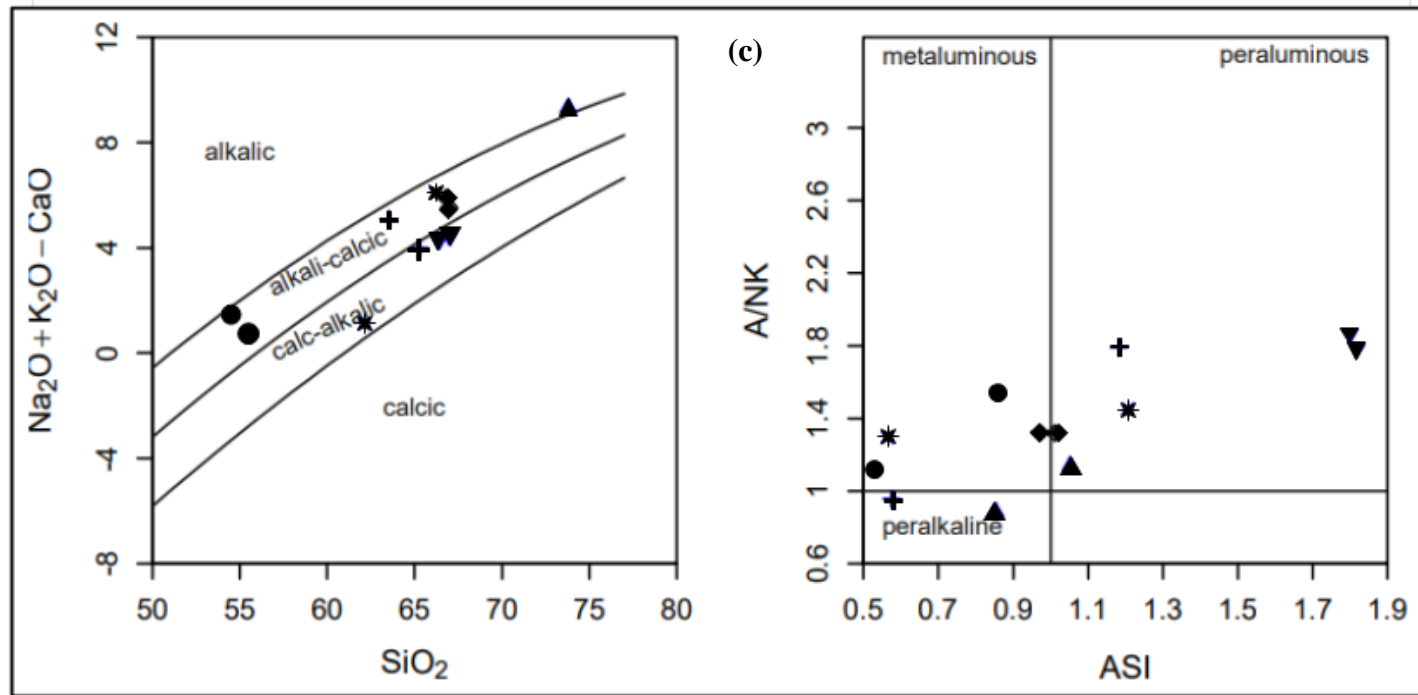 12
8
4
0
-4
-8
Na₂O + K₂O − CaO
alkalic
alkali-calcic
calc-alkalic
calcic
50 55 60 65 70 75 80
SiO₂
(c)
metaluminous peraluminous
3
2.6
2.2
1.8
1.4
1
0.6
A/NK
peralkaline
0.5 0.7 0.9 1.1 1.3 1.5 1.7 1.9
ASI